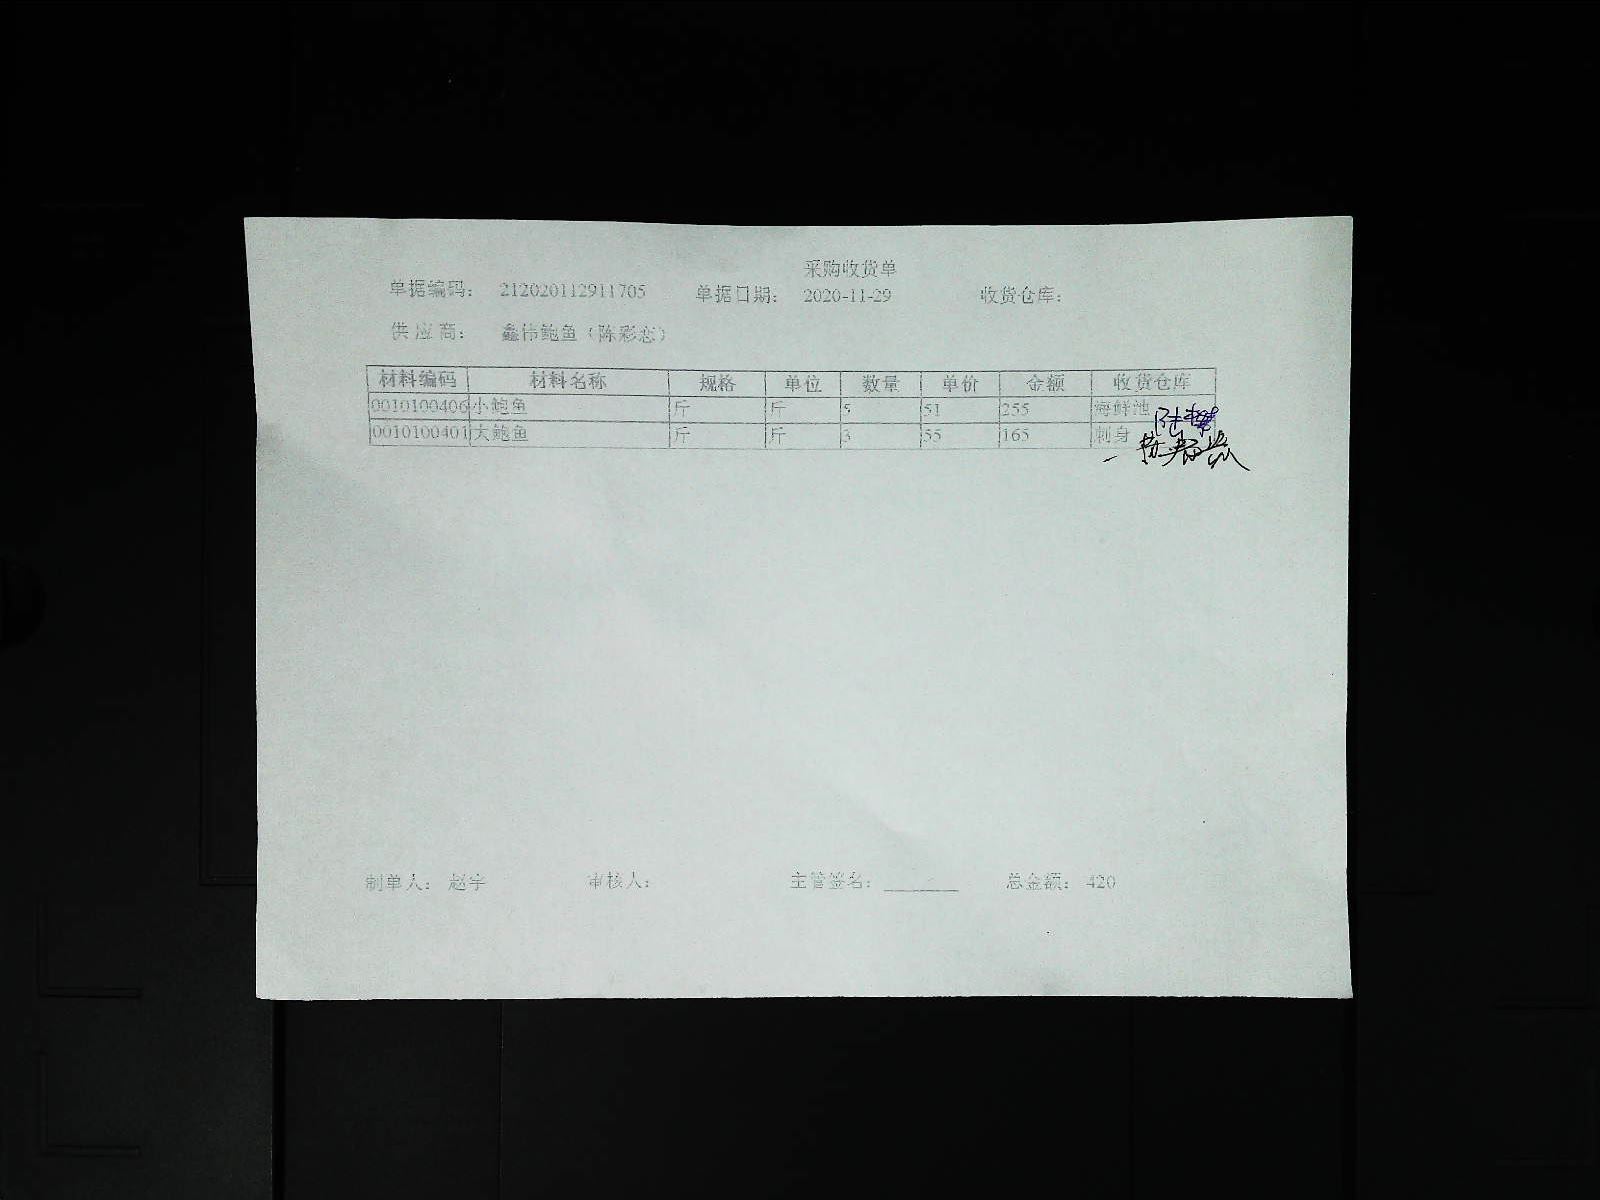 采购收货单
单据编码： 212020112911705 单据日期： 2020-11-29 收货仓库：
供应商： 鑫伟鲍鱼（陈彩恋）
材料编码 材料名称 规格 单位 数量 单价 金额 收货仓库
0010100406 小鲍鱼 斤 斤 5 51 255 海鲜池
0010100401 大鲍鱼 斤 斤 3 55 165 刺身
制单人： 赵宇 审核人： 主管签名： 总金额： 420